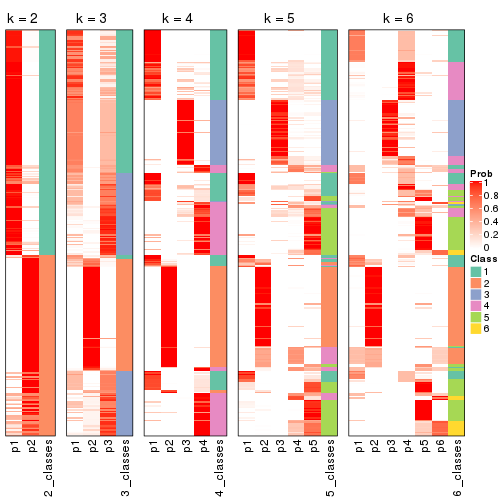 k = 2
k = 3
k = 4
k = 5
k = 6
p1
p2
2_classes
p1
p2
p3
3_classes
p1
p2
p3
p4
4_classes
p1
p2
p3
p4
p5
5_classes
p1
p2
p3
p4
p5
p6
6_classes
Prob
1
0.8
0.6
0.4
0.2
0
Class
1
2
3
4
5
6